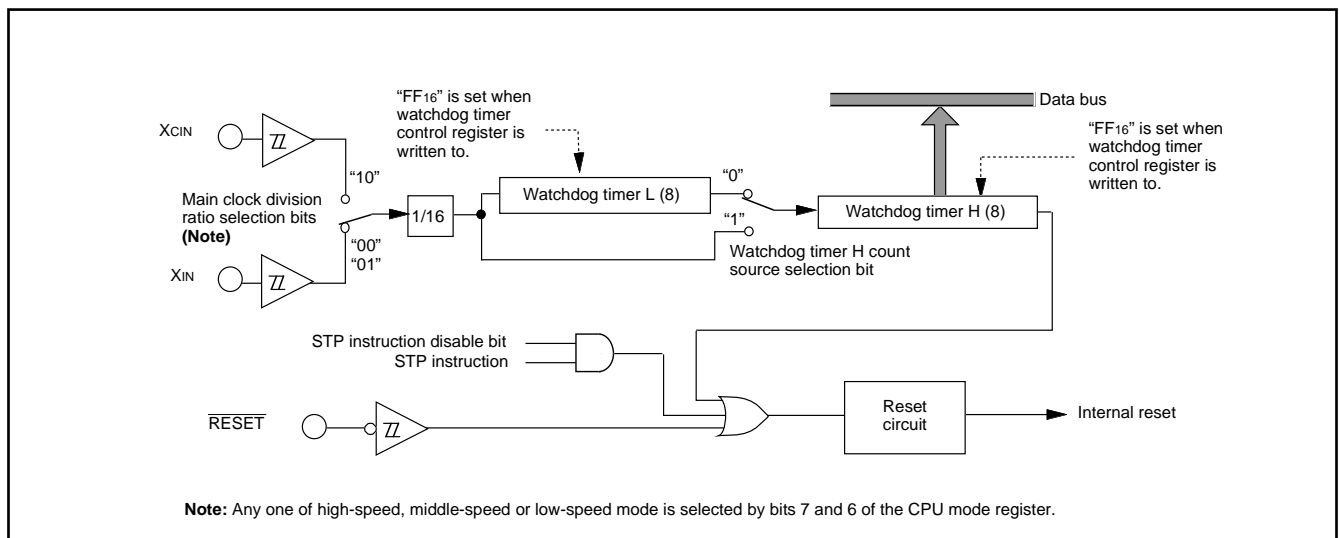 “FF16” is set when
watchdog timer
control register is
written to.
Data bus
“FF16” is set when
watchdog timer
control register is
written to.
XCIN
“10”
Main clock division
ratio selection bits
(Note)
“00”
“01”
XIN
1/16
Watchdog timer L (8)
“0”
“1”
Watchdog timer H count
source selection bit
Watchdog timer H (8)
STP instruction disable bit
STP instruction
RESET
Reset
circuit
Internal reset
Note: Any one of high-speed, middle-speed or low-speed mode is selected by bits 7 and 6 of the CPU mode register.